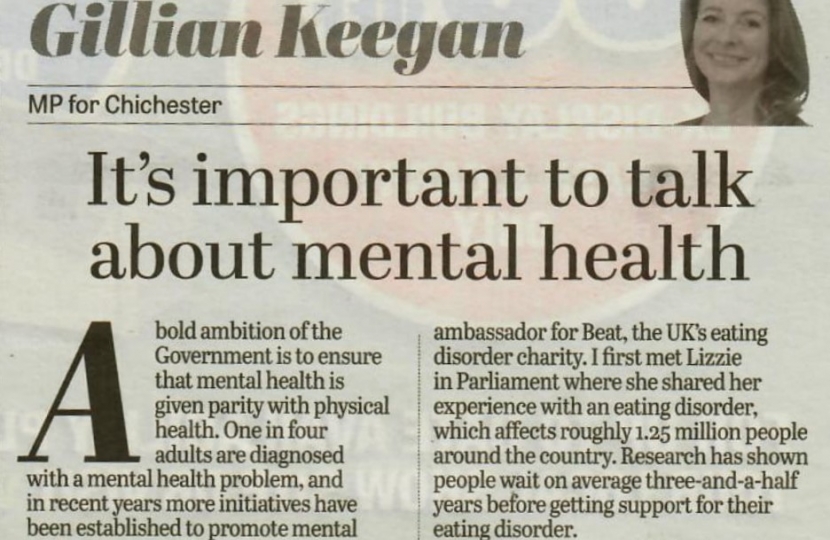 Gillian Keegan
MP for Chichester
It's important to talk
about mental health
A bold ambition of the
Government is to ensure
that mental health is
given parity with physical
health. One in four
adults are diagnosed
with a mental health problem, and
in recent years more initiatives have
been established to promote mental
ambassador for Beat, the UK's eating
disorder charity. I first met Lizzie
in Parliament where she shared her
experience with an eating disorder,
which affects roughly 1.25 million people
around the country. Research has shown
people wait on average three-and-a-half
years before getting support for their
eating disorder.